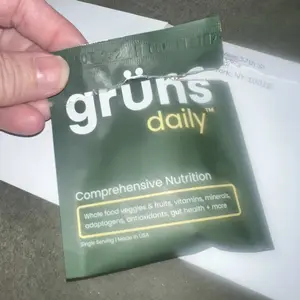 grüns
daily™
Comprehensive Nutrition
Whole food veggies & fruits, vitamins, minerals,
adaptogens, antioxidants, gut health + more
Single Serving | Made in USA